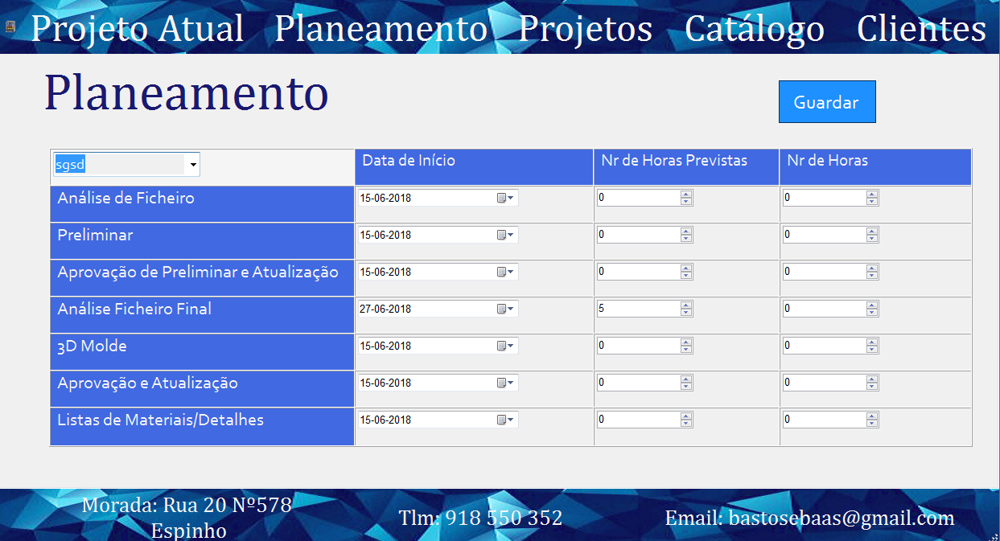 Projeto Atual Planeamento Projetos Catálogo Clientes
Planeamento
Guardar
sgsd Data de Início Nr de Horas Previstas Nr de Horas
Análise de Ficheiro 15-06-2018 0 0
Preliminar 15-06-2018 0 0
Aprovação de Preliminar e Atualização 15-06-2018 0 0
Análise Ficheiro Final 27-06-2018 5 0
3D Molde 15-06-2018 0 0
Aprovação e Atualização 15-06-2018 0 0
Listas de Materiais/Detalhes 15-06-2018 0 0
Morada: Rua 20 Nº578
Espinho
Tlm: 918 550 352
Email: bastosebaas@gmail.com